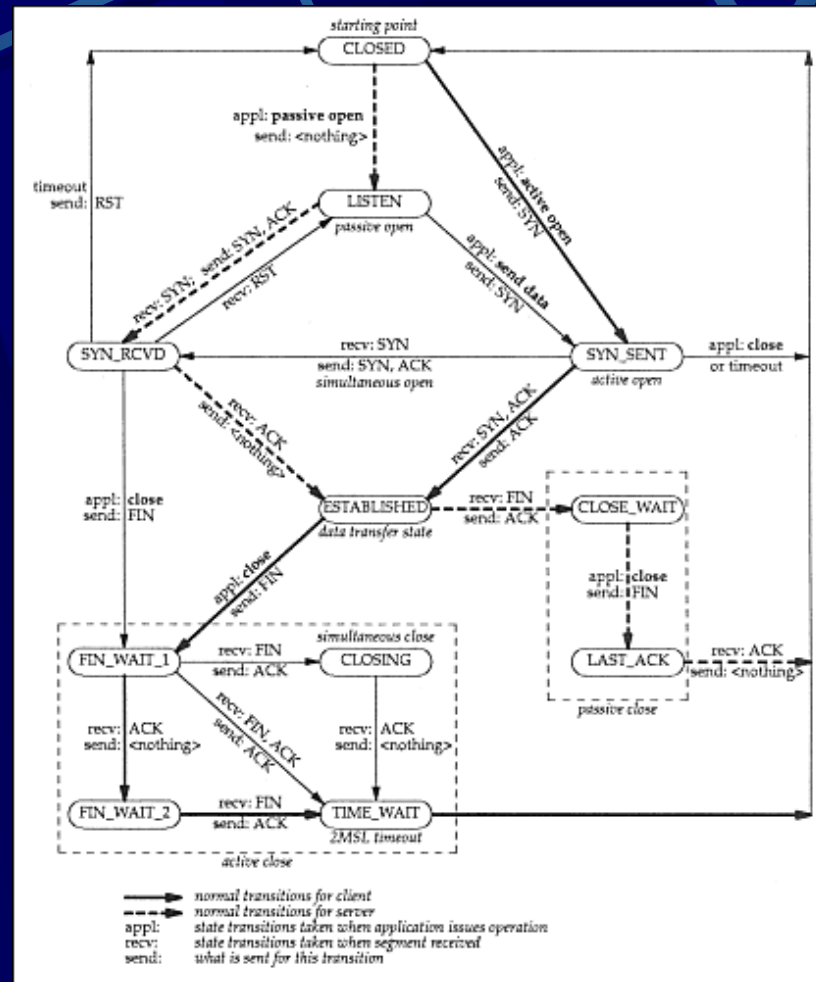 starting point
CLOSED
appl: passive open
send: <nothing>
appl: active open
send: SYN
timeout
send: RST
LISTEN
passive open
recv: SYN; send: SYN, ACK
recv: RST
appl: send data
send: SYN
SYN_RCVD
recv: SYN
send: SYN, ACK
simultaneous open
SYN_SENT
active open
appl: close
or timeout
recv: ACK
send: <nothing>
recv: SYN, ACK
send: ACK
appl: close
send: FIN
ESTABLISHED
data transfer state
recv: FIN
send: ACK
CLOSE_WAIT
appl: close
send: FIN
appl: close
send: FIN
LAST_ACK
recv: ACK
send: <nothing>
passive close
FIN_WAIT_1
recv: FIN
send: ACK
simultaneous close
CLOSING
recv: ACK
send: <nothing>
recv: FIN, ACK
send: ACK
recv: ACK
send: <nothing>
FIN_WAIT_2
recv: FIN
send: ACK
TIME_WAIT
2MSL timeout
active close
normal transitions for client
normal transitions for server
appl: state transitions taken when application issues operation
recv: state transitions taken when segment received
send: what is sent for this transition